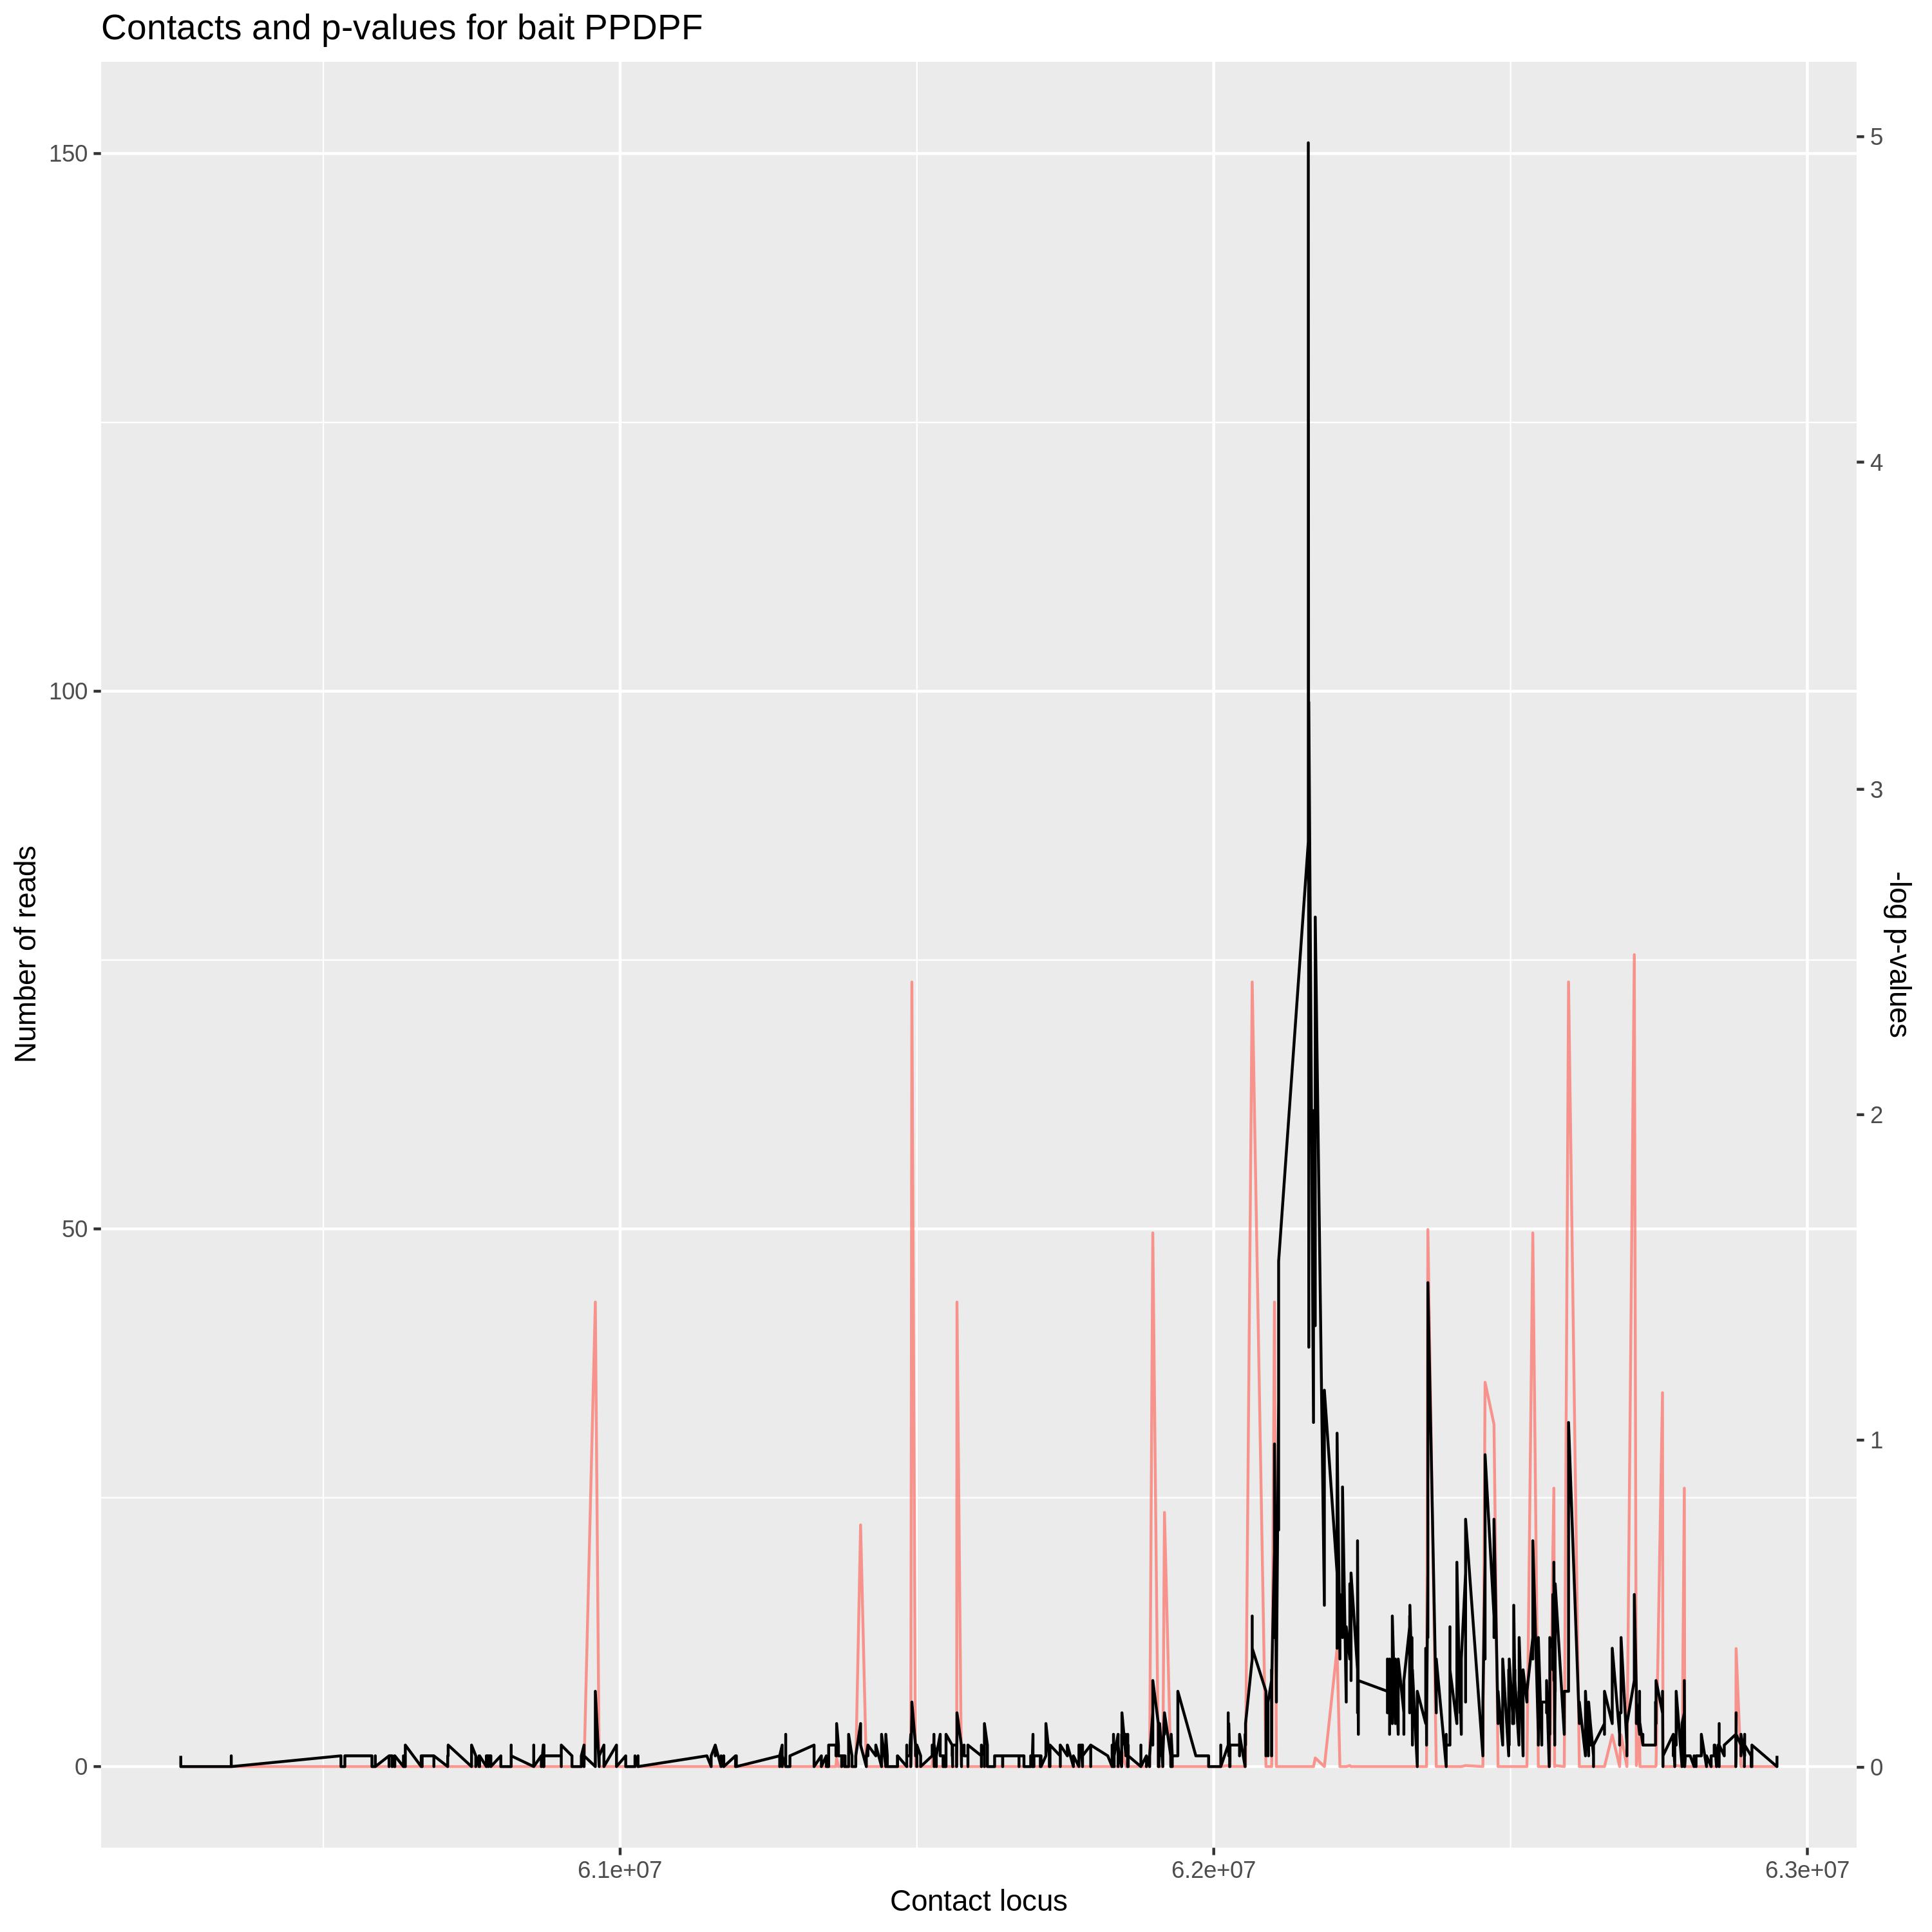 Contacts and p-values for bait PPDPF
150
100
50
0
Number of reads
5
4
3
2
1
0
-log p-values
6.1e+07
6.2e+07
6.3e+07
Contact locus